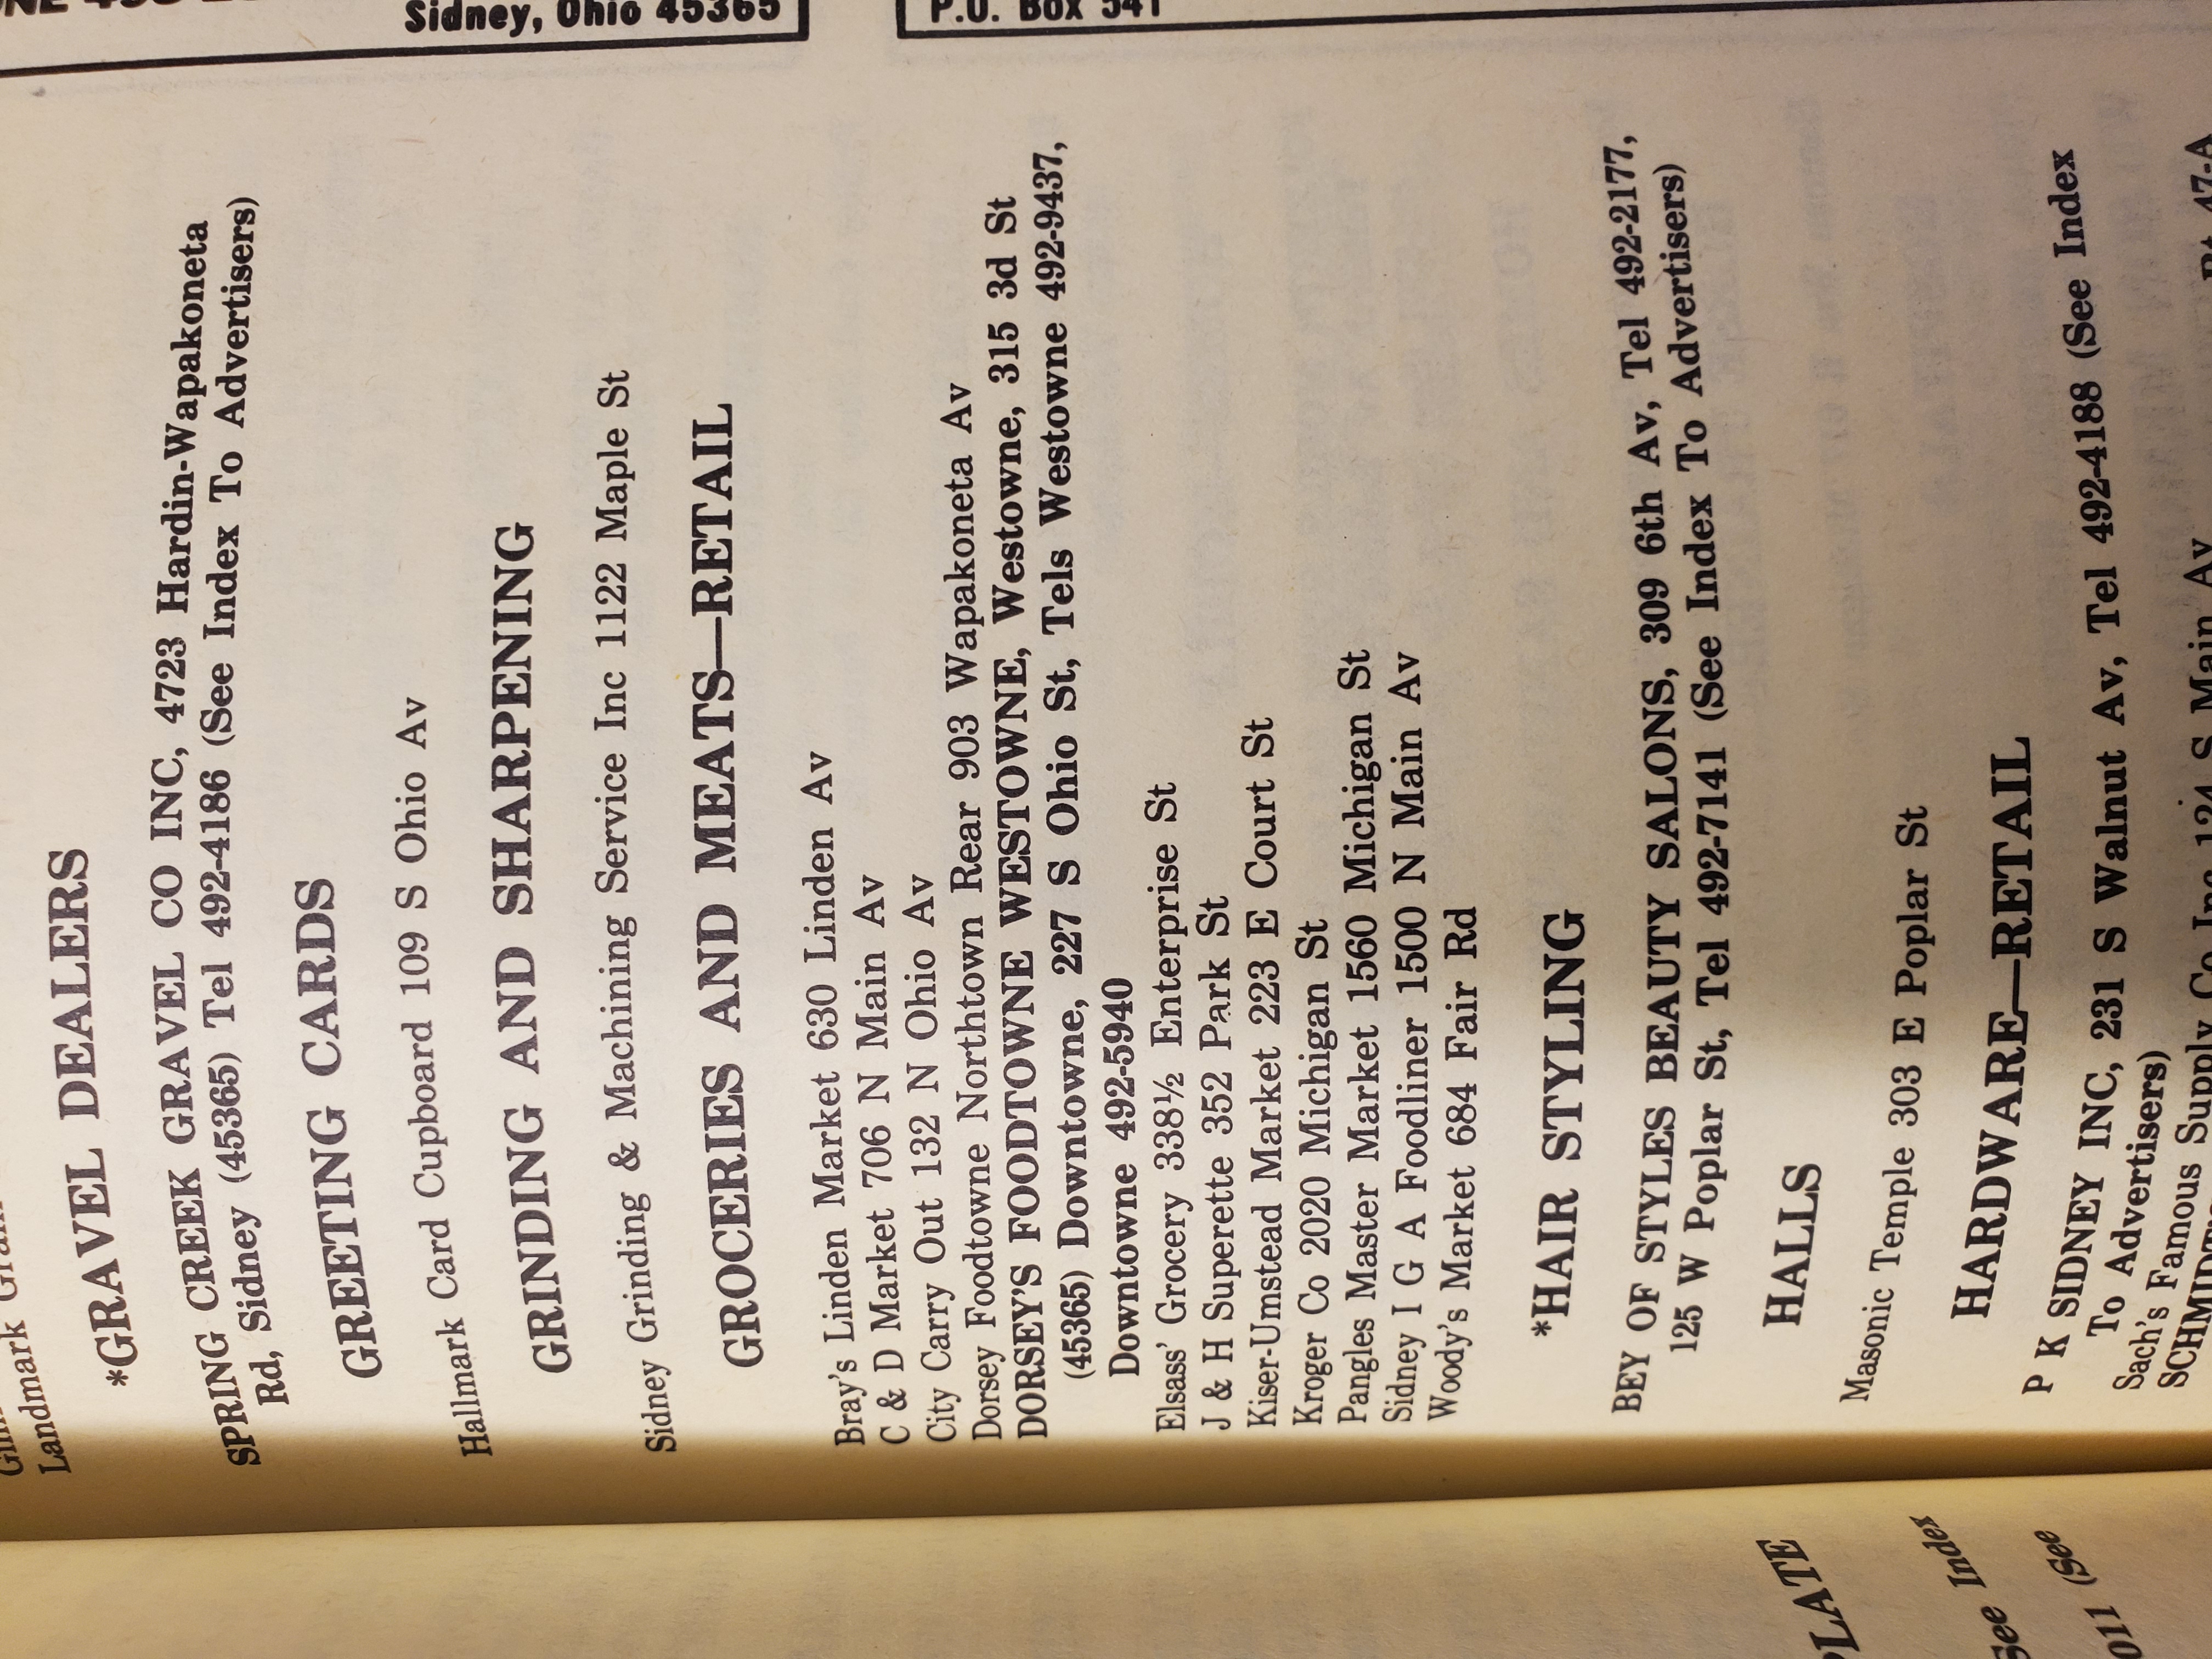 Sidney, Ohio 45365
P.O. Box 541
Landmark
*GRAVEL DEALERS
SPRING CREEK GRAVEL CO INC, 4723 Hardin-Wapakoneta
Rd, Sidney (45365) Tel 492-4186 (See Index To Advertisers)
GREETING CARDS
Hallmark Card Cupboard 109 S Ohio Av
GRINDING AND SHARPENING
Sidney Grinding & Machining Service Inc 1122 Maple St
GROCERIES AND MEATS—RETAIL
Bray's Linden Market 630 Linden Av
C & D Market 706 N Main Av
City Carry Out 132 N Ohio Av
Dorsey Foodtowne Northtown Rear 903 Wapakoneta Av
DORSEY'S FOODTOWNE WESTOWNE, Westowne, 315 3d St
(45365) Downtowne, 227 S Ohio St, Tels Westowne 492-9437,
Downtowne 492-5940
Elsass' Grocery 338½ Enterprise St
J & H Superette 352 Park St
Kiser-Umstead Market 223 E Court St
Kroger Co 2020 Michigan St
Pangles Master Market 1560 Michigan St
Sidney I G A Foodliner 1500 N Main Av
Woody's Market 684 Fair Rd
*HAIR STYLING
BEY OF STYLES BEAUTY SALONS, 309 6th Av, Tel 492-2177,
125 W Poplar St, Tel 492-7141 (See Index To Advertisers)
HALLS
Masonic Temple 303 E Poplar St
HARDWARE—RETAIL
P K SIDNEY INC, 231 S Walnut Av, Tel 492-4188 (See Index
To Advertisers)
Sach's Famous Supply Co Inc 124 S Main Av
47-A
PLATE
See Index
011 (See